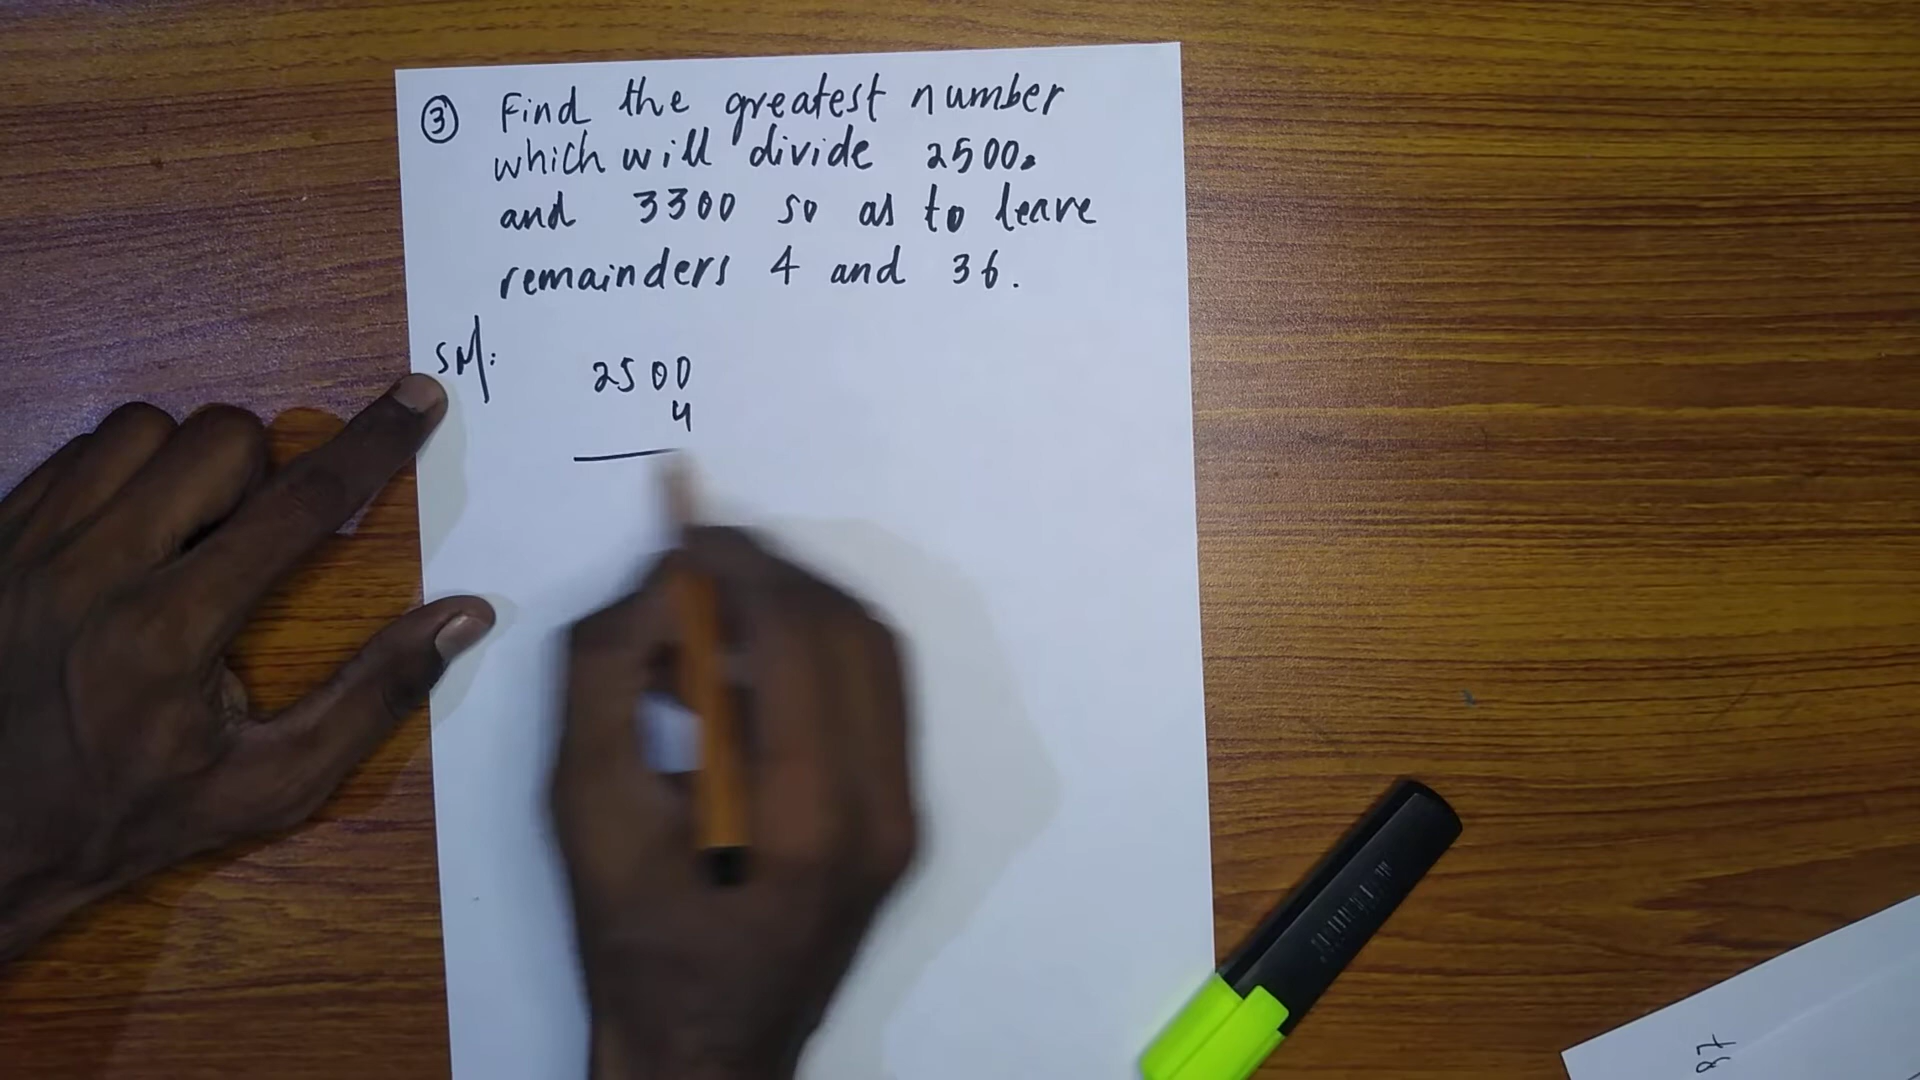 ③ Find the greatest number
which will divide 2500
and 3300 so as to leave
remainders 4 and 36.
2500
4
87